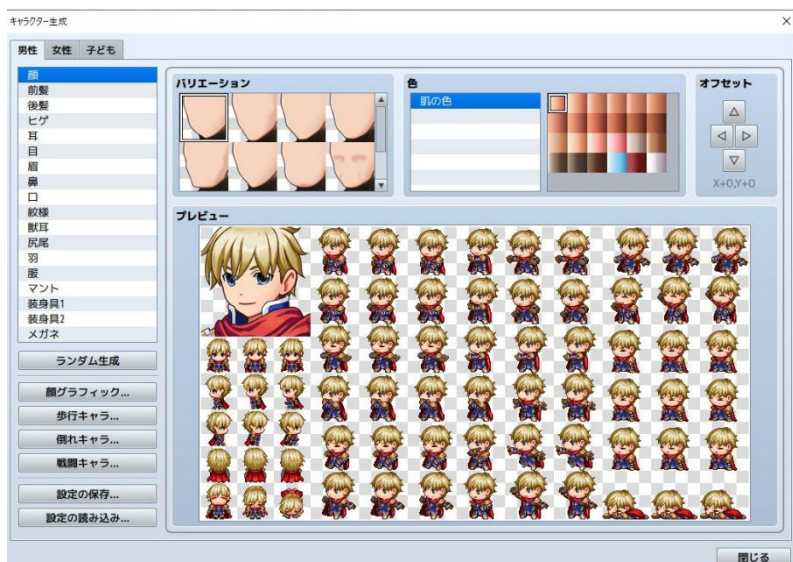 キャラクター生成
男性 女性 子ども
顔
前髪
後髪
ヒゲ
耳
目
眉
鼻
口
紋様
獣耳
尻尾
羽
服
マント
装身具1
装身具2
メガネ
ランダム生成
顔グラフィック...
歩行キャラ...
倒れキャラ...
戦闘キャラ...
設定の保存...
設定の読み込み...
バリエーション
色
肌の色
オフセット
X+0,Y+0
プレビュー
閉じる